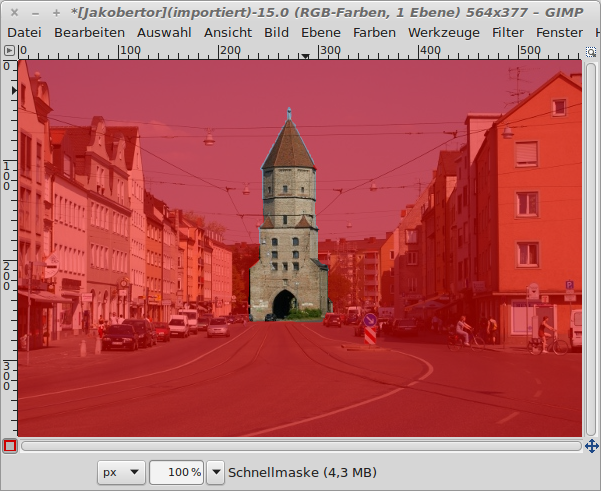 *[Jakobertor](importiert)-15.0 (RGB-Farben, 1 Ebene) 564x377 – GIMP
Datei Bearbeiten Auswahl Ansicht Bild Ebene Farben Werkzeuge Filter Fenster H
0 100 200 300 400 500
0
100
200
300
px 100 % Schnellmaske (4,3 MB)